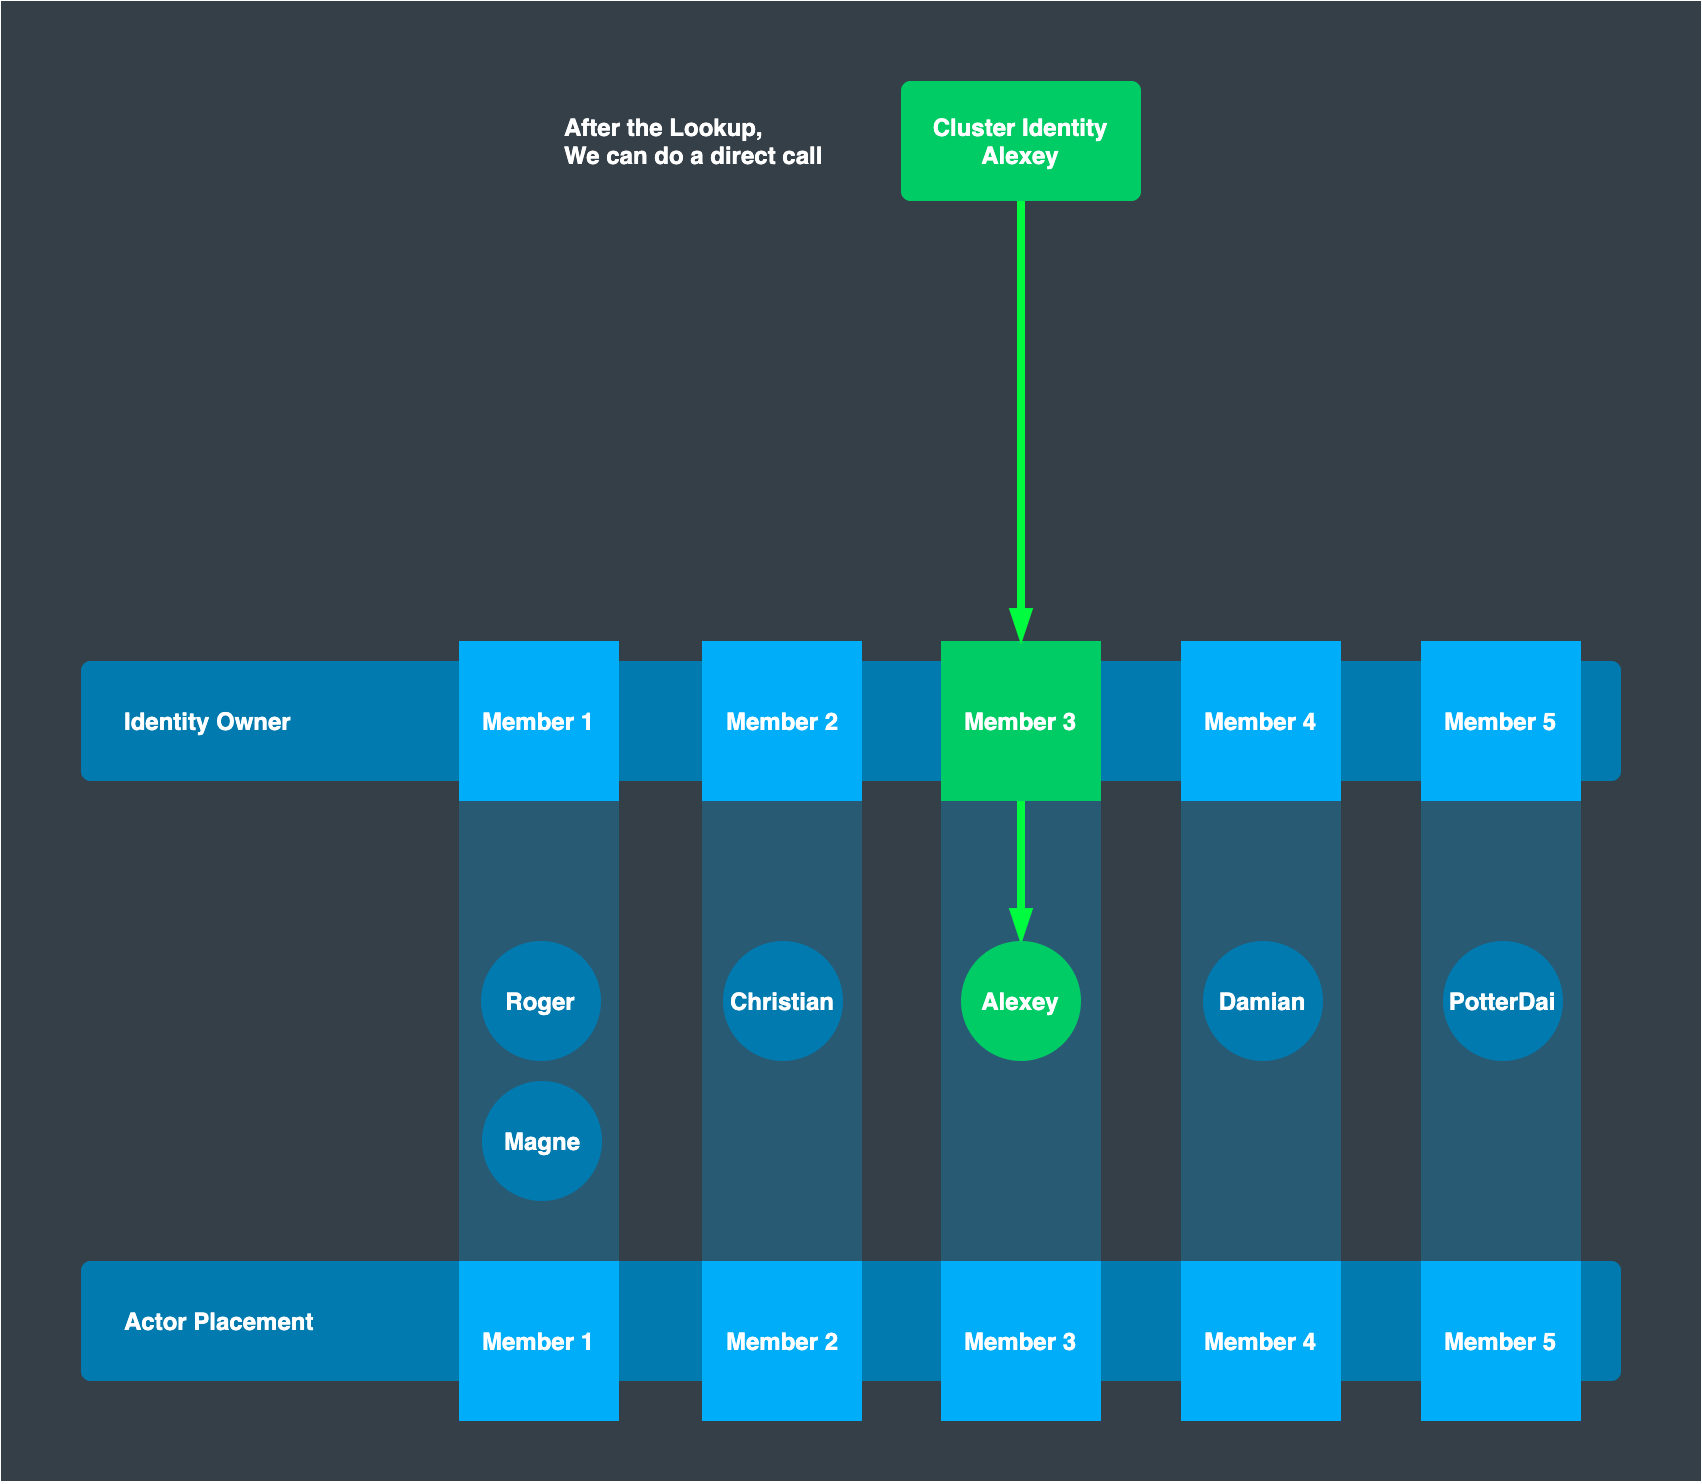 After the Lookup,
We can do a direct call
Cluster Identity
Alexey
Identity Owner
Member 1
Member 2
Member 3
Member 4
Member 5
Roger
Christian
Alexey
Damian
PotterDai
Magne
Actor Placement
Member 1
Member 2
Member 3
Member 4
Member 5